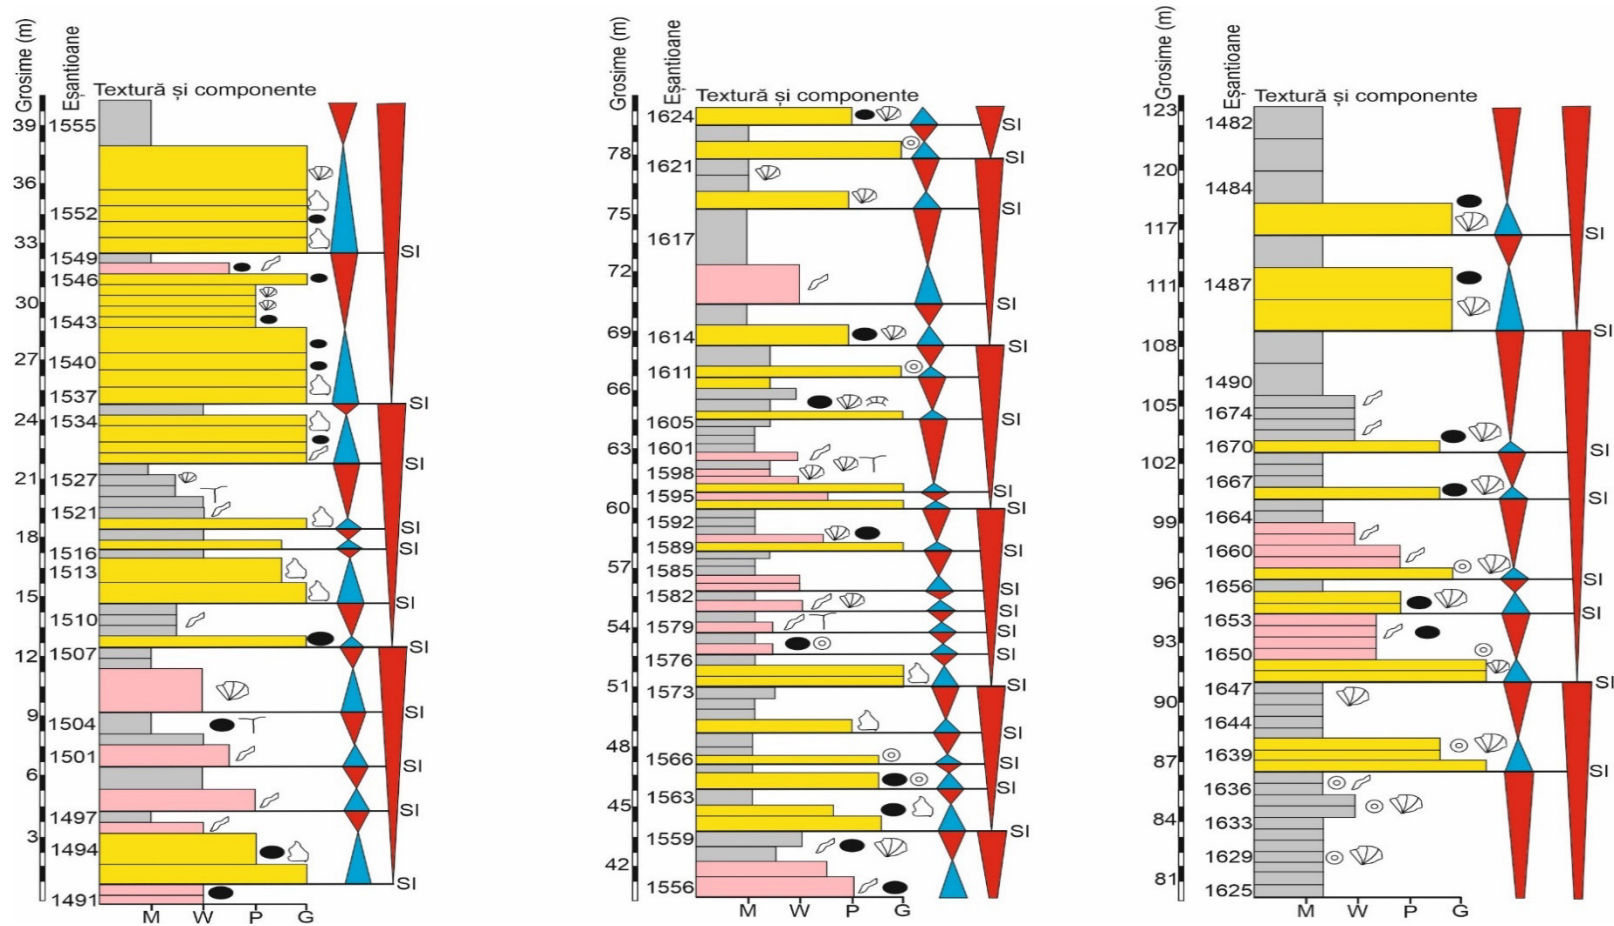 Grosime (m)
Eșantioane
Textură și componente
39
1555
36
1552
33
SI
1549
1546
30
1543
27
1540
1537
SI
24
1534
SI
21
1527
1521
SI
18
SI
1516
1513
15
SI
1510
SI
12
1507
SI
9
1504
1501
SI
6
SI
1497
3
1494
SI
1491
M W P G
Grosime (m)
Eșantioane
Textură și componente
1624
SI
78
SI
1621
75
SI
1617
72
SI
69
1614
SI
1611
66
SI
1605
63
1601
1598
SI
1595
60
SI
1592
1589
SI
57
1585
SI
1582
SI
54
1579
SI
SI
1576
51
SI
1573
SI
48
1566
SI
SI
1563
45
SI
1559
42
1556
M W P G
Grosime (m)
Eșantioane
Textură și componente
123
1482
120
1484
117
SI
1487
111
SI
108
1490
105
1674
1670
SI
102
1667
SI
99
1664
1660
96
SI
1656
SI
93
1653
1650
SI
90
1647
1644
1639
87
SI
1636
84
1633
1629
81
1625
M W P G